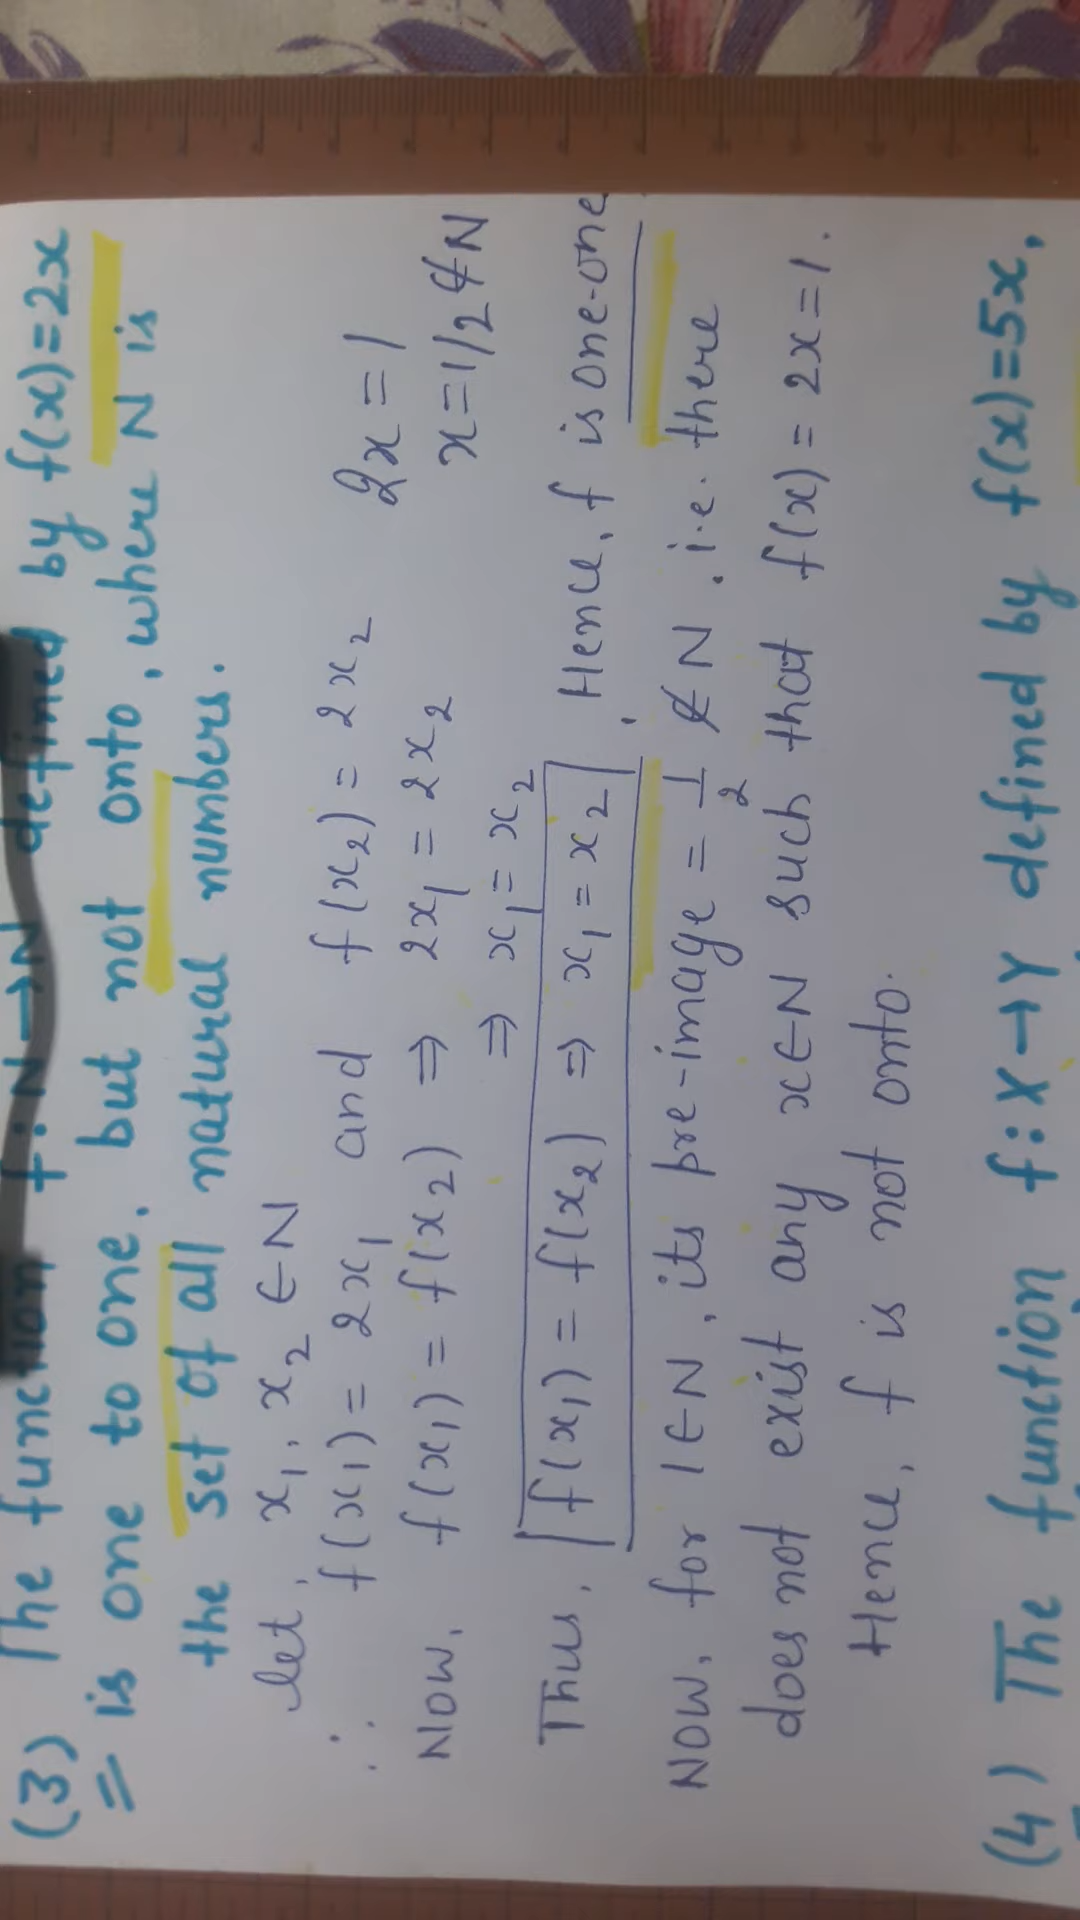 (3) The function f:N→N defined by f(x)=2x
is one to one, but not onto, where N is
the set of all natural numbers.
let, x₁, x₂ ∈ N
∴ f(x₁) = 2x₁ and f(x₂) = 2x₂
2x = 1
Now, f(x₁) = f(x₂) ⇒ 2x₁ = 2x₂
x = 1/2 ∉ N
⇒ x₁ = x₂
Thus, f(x₁) = f(x₂) ⇒ x₁ = x₂, Hence, f is one-one
Now, for 1∈N, its pre-image = 1/2 ∉ N, i.e. there
does not exist any x∈N such that f(x) = 2x = 1.
Hence, f is not onto.
(4) The function f:X→Y defined by f(x)=5x,